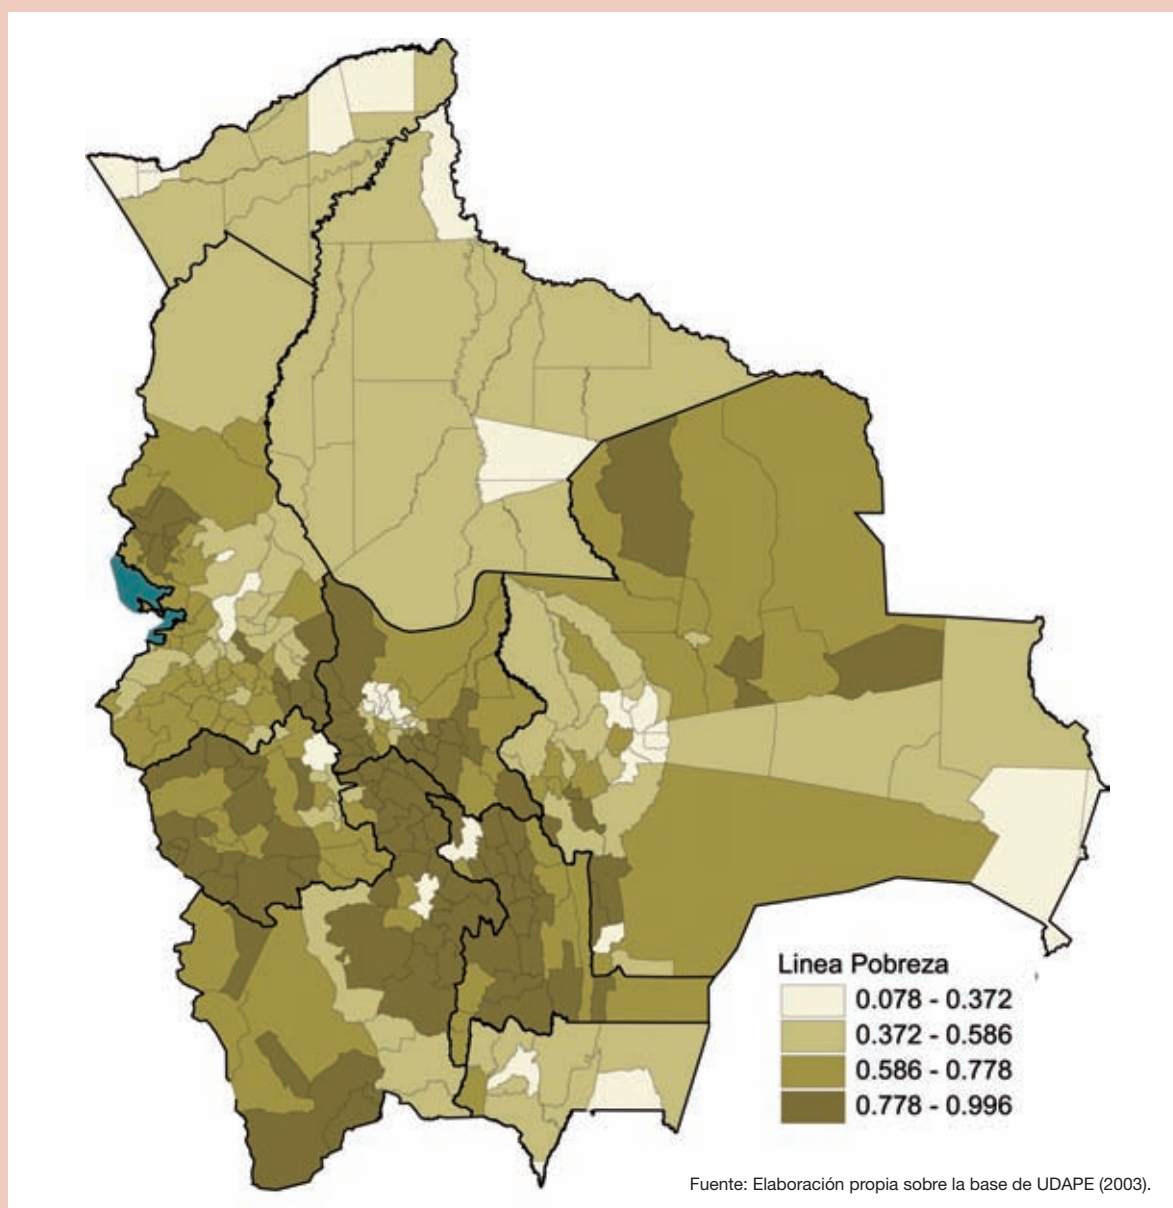 Linea Pobreza
0.078 - 0.372
0.372 - 0.586
0.586 - 0.778
0.778 - 0.996
Fuente: Elaboración propia sobre la base de UDAPE (2003).